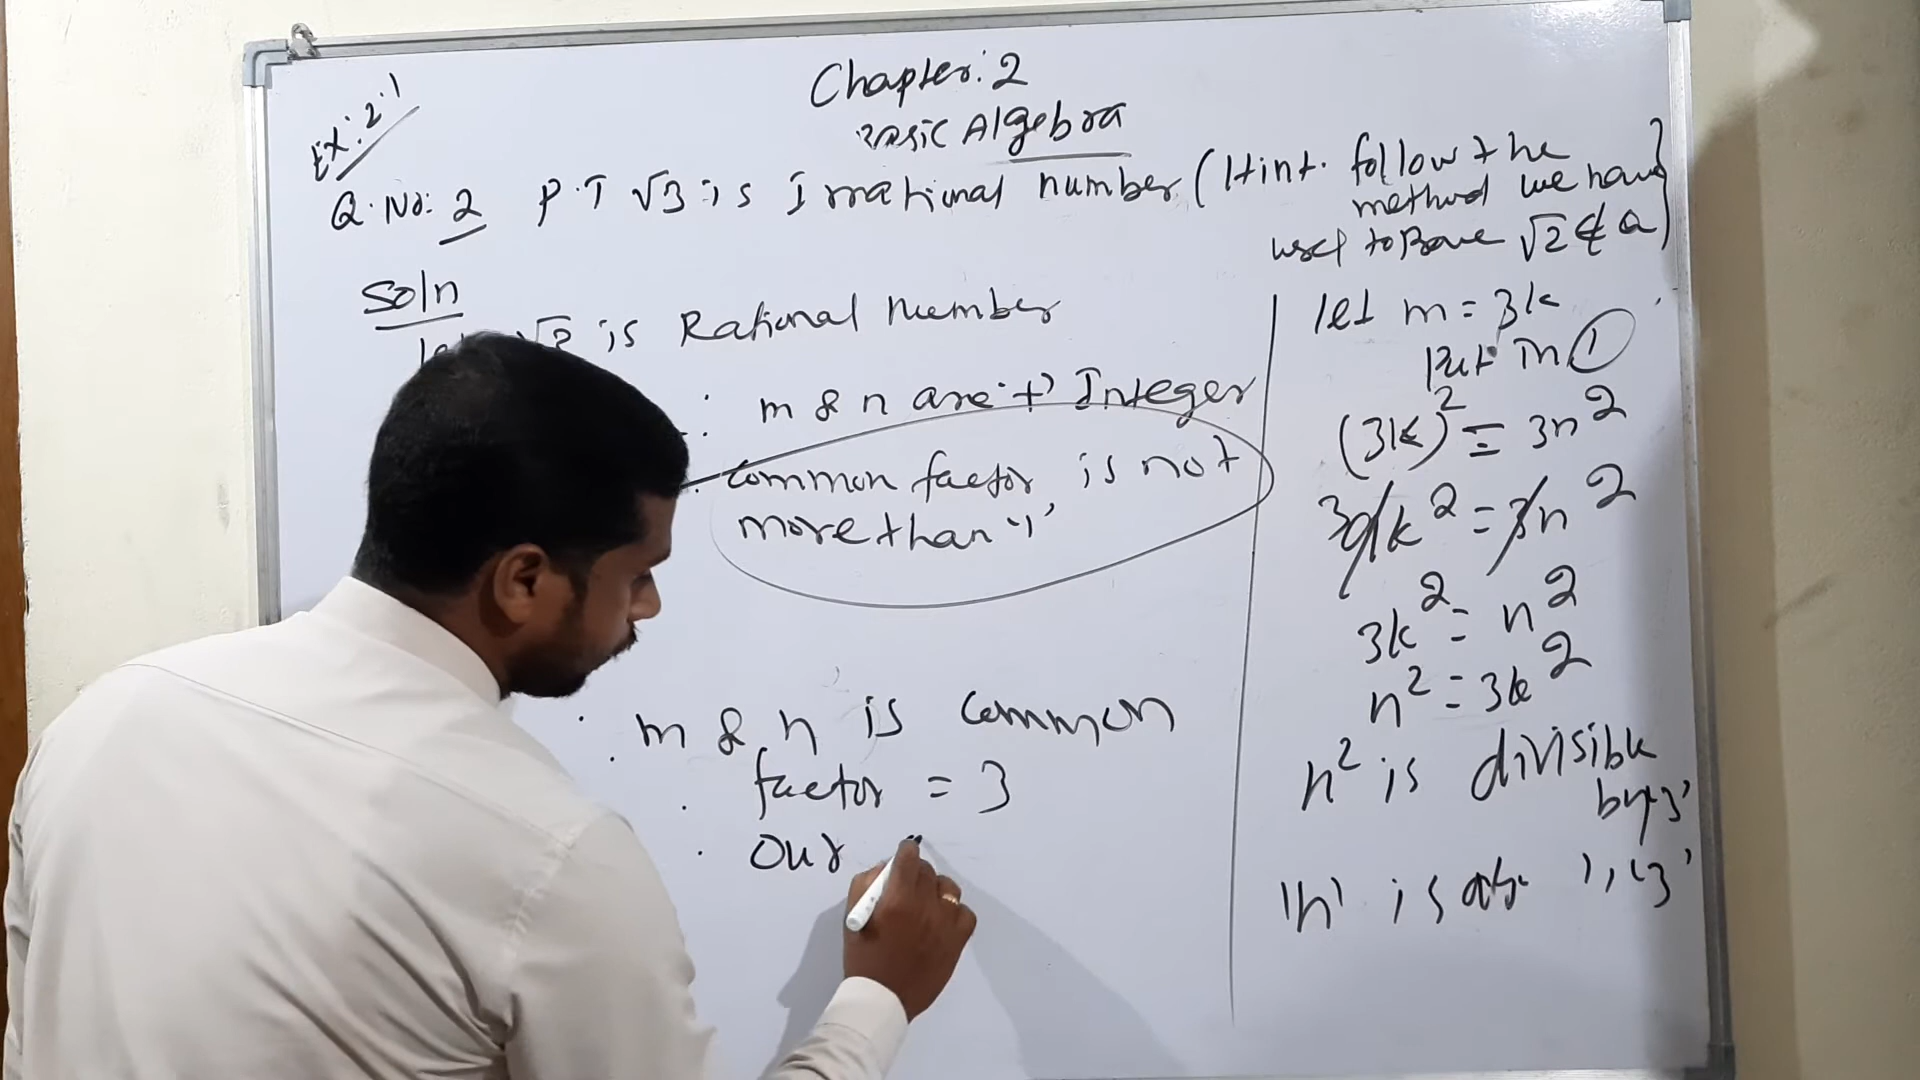 Chapter: 2
Basic Algebra
Ex: 2.1
Q.No: 2 P.T √3 is Irrational number (Hint. follow the
method we have
used to Prove √2 ∉ Q)
Soln
let √3 is Rational Number
∴ m & n are '+' Integer
common factor is not
more than '1'
∴ m & n is common
factor = 3
∴ Our
let m = 3k
Put in ①
(3k)² = 3n²
3 9k² = 3n²
3k² = n²
n² = 3k²
n² is divisible
by '3'
'n' is also ',, '3'